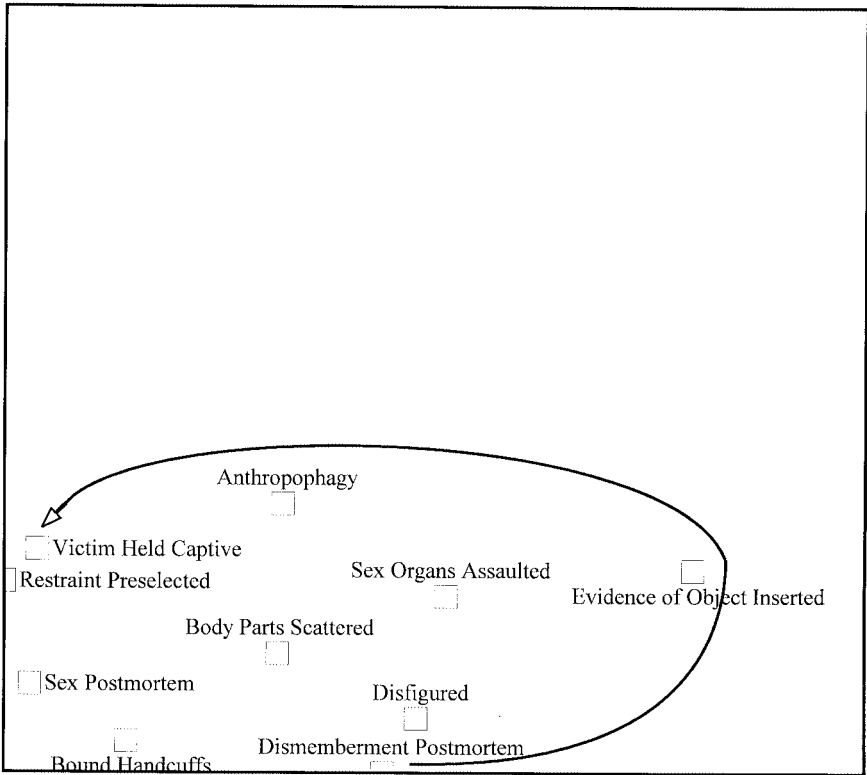 Anthropophagy
Victim Held Captive
Sex Organs Assaulted
Restraint Preselected
Evidence of Object Inserted
Body Parts Scattered
Sex Postmortem
Disfigured
Dismemberment Postmortem
Bound Handcuffs